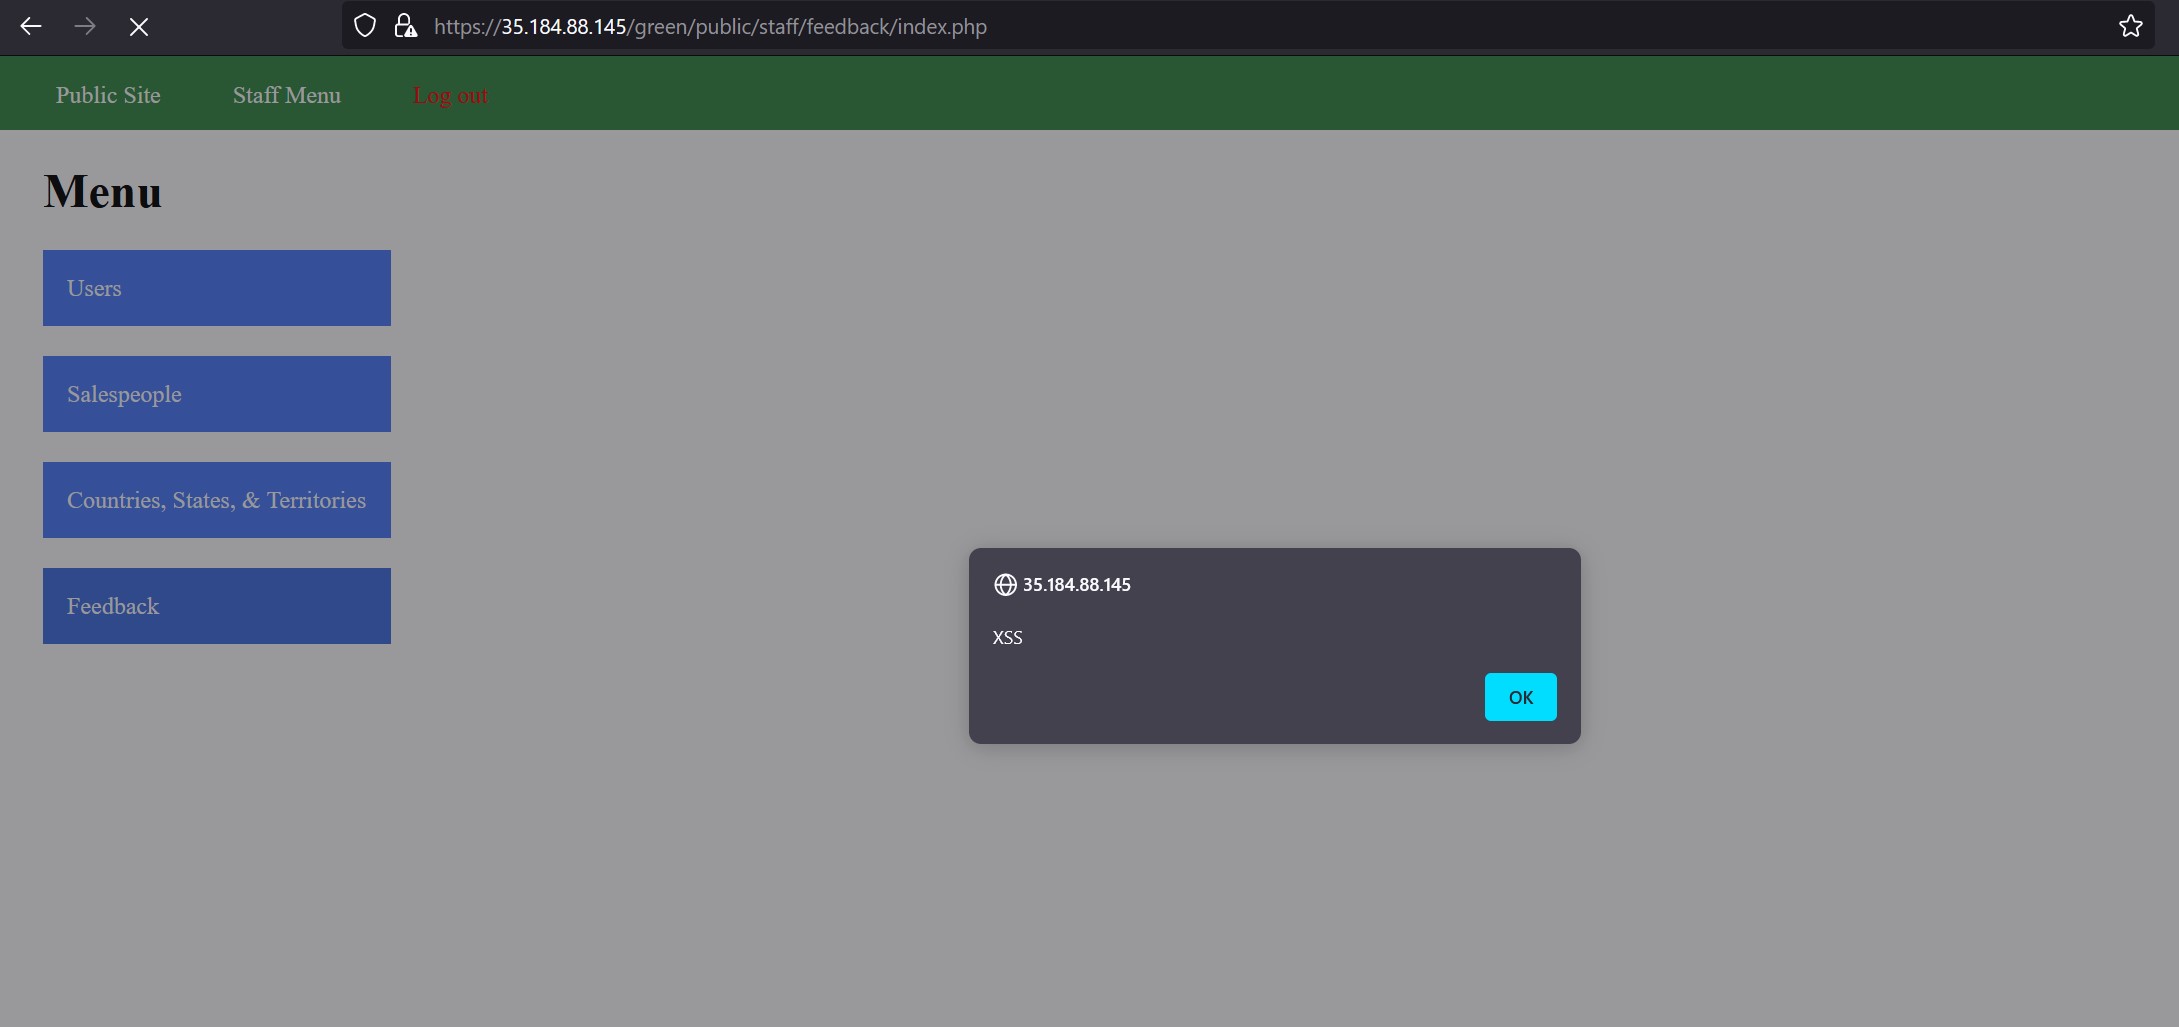 https://35.184.88.145/green/public/staff/feedback/index.php
Public Site Staff Menu Log out
Menu
Users
Salespeople
Countries, States, & Territories
Feedback
35.184.88.145
XSS
OK